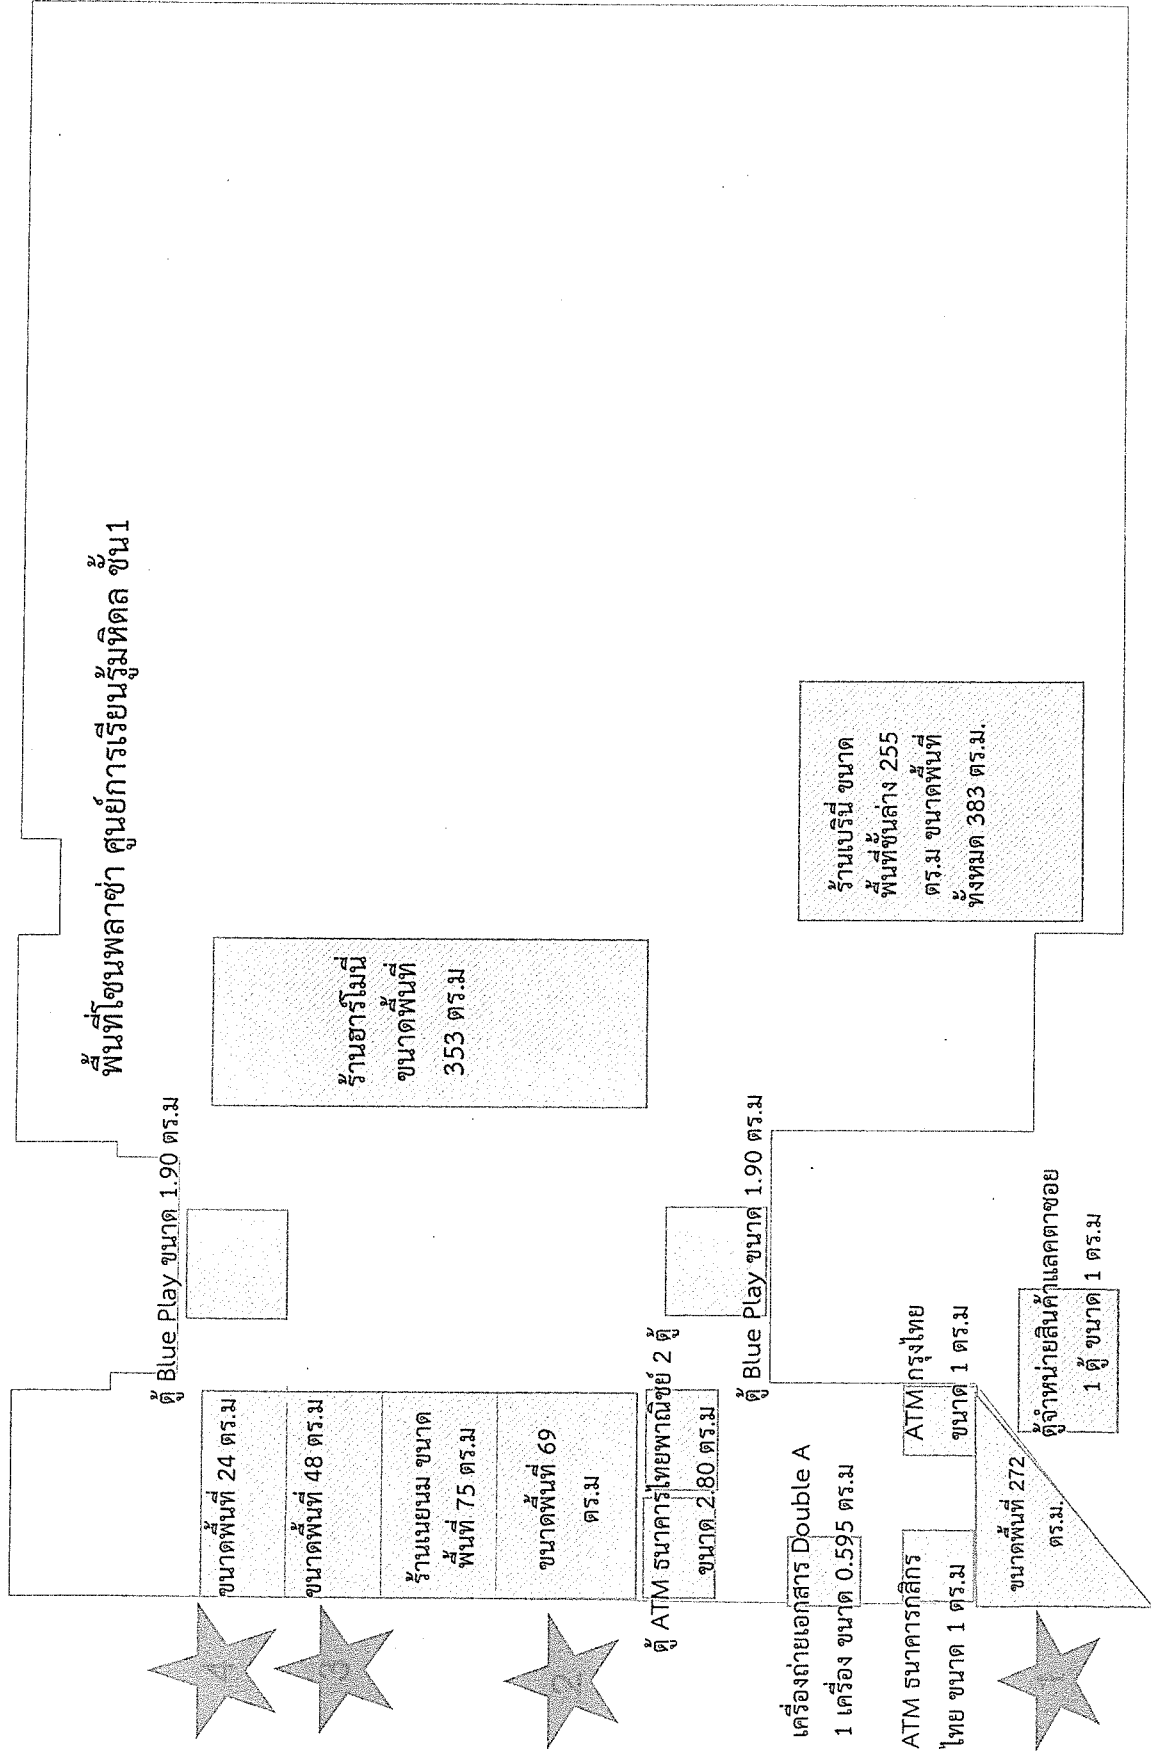 พื้นที่โซนพลาซ่า ศูนย์การเรียนรู้มหิดล ชั้น1
ตู้ Blue Play ขนาด 1.90 ตร.ม
ขนาดพื้นที่ 24 ตร.ม
4
ขนาดพื้นที่ 48 ตร.ม
3
ร้านเนยนม ขนาด
พื้นที่ 75 ตร.ม
ขนาดพื้นที่ 69
ตร.ม
2
ร้านฮาร์โมนี่
ขนาดพื้นที่
353 ตร.ม
ตู้ ATM ธนาคารไทยพาณิชย์ 2 ตู้
ขนาด 2.80 ตร.ม
ตู้ Blue Play ขนาด 1.90 ตร.ม
เครื่องถ่ายเอกสาร Double A
1 เครื่อง ขนาด 0.595 ตร.ม
ร้านเบรินี่ ขนาด
พื้นที่ชั้นล่าง 255
ตร.ม ขนาดพื้นที่
ทั้งหมด 383 ตร.ม.
ATM ธนาคารกสิกร
ไทย ขนาด 1 ตร.ม
ATM กรุงไทย
ขนาด 1 ตร.ม
ขนาดพื้นที่ 272
ตร.ม.
1
ตู้จำหน่ายสินค้าแลคตาซอย
1 ตู้ ขนาด 1 ตร.ม